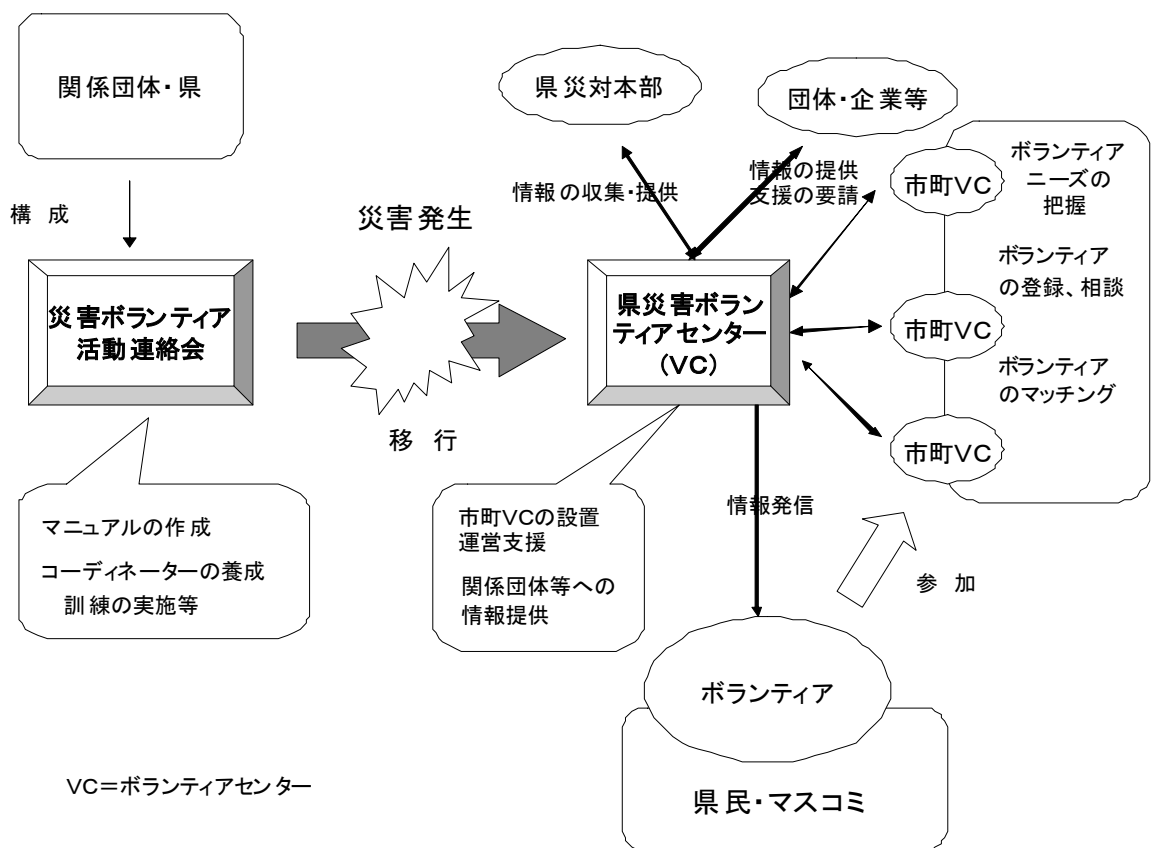 関係団体・県
構 成
災害ボランティア
活動連絡会
マニュアルの作成
コーディネーターの養成
訓練の実施等
災害発生
移 行
県災対本部
団体・企業等
情報の収集・提供
情報の提供
支援の要請
県災害ボラン
ティアセンター
(VC)
市町VCの設置
運営支援
関係団体等への
情報提供
市町VC
市町VC
市町VC
ボランティア
ニーズの
把握
ボランティア
の登録、相談
ボランティア
のマッチング
情報発信
参 加
ボランティア
県民・マスコミ
VC=ボランティアセンター